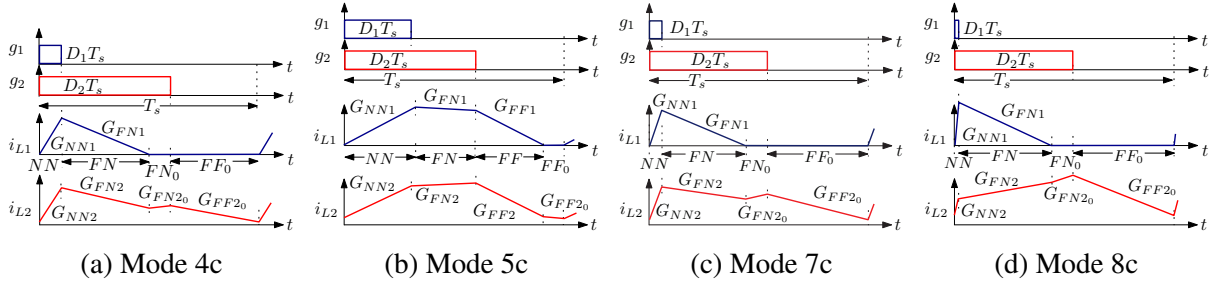 g1 D1Ts t
g2 D2Ts t
Ts
iL1 GNN1 GFN1 t
NN FN FN0 FF0
iL2 GNN2 GFN2 GFN20 GFF20 t
(a) Mode 4c
g1 D1Ts t
g2 D2Ts t
Ts
iL1 GNN1 GFN1 GFF1 t
NN FN FF FF0
iL2 GNN2 GFN2 GFF2 GFF20 t
(b) Mode 5c
g1 D1Ts t
g2 D2Ts t
Ts
iL1 GNN1 GFN1 t
NN FN FN0 FF0
iL2 GNN2 GFN2 GFN20 GFF20 t
(c) Mode 7c
g1 D1Ts t
g2 D2Ts t
Ts
iL1 GNN1 GFN1 t
NN FN FN0 FF0
iL2 GNN2 GFN2 GFN20 GFF20 t
(d) Mode 8c